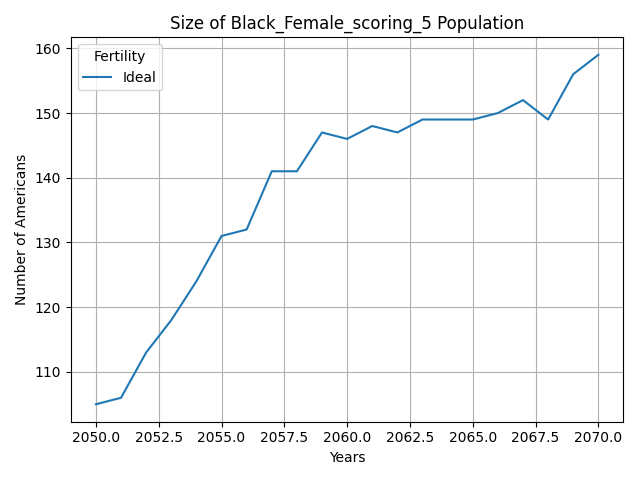 Size of Black_Female_scoring_5 Population
Fertility
Ideal
Number of Americans
160
150
140
130
120
110
2050.0 2052.5 2055.0 2057.5 2060.0 2062.5 2065.0 2067.5 2070.0
Years